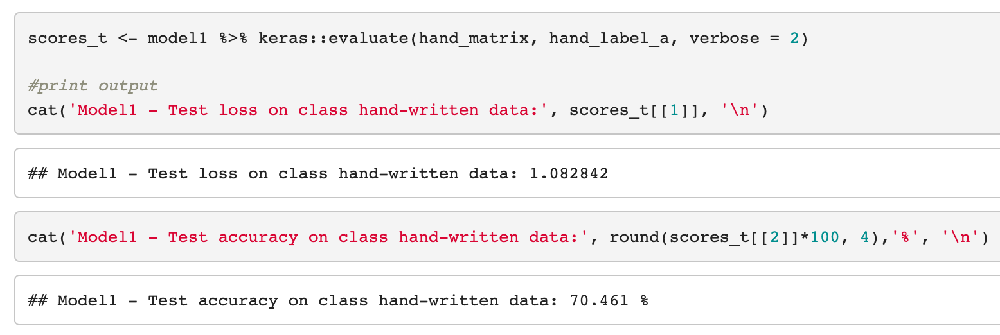 scores_t <- model1 %>% keras::evaluate(hand_matrix, hand_label_a, verbose = 2)
#print output
cat('Model1 - Test loss on class hand-written data:', scores_t[[1]], '\n')
## Model1 - Test loss on class hand-written data: 1.082842
cat('Model1 - Test accuracy on class hand-written data:', round(scores_t[[2]]*100, 4),'%', '\n')
## Model1 - Test accuracy on class hand-written data: 70.461 %